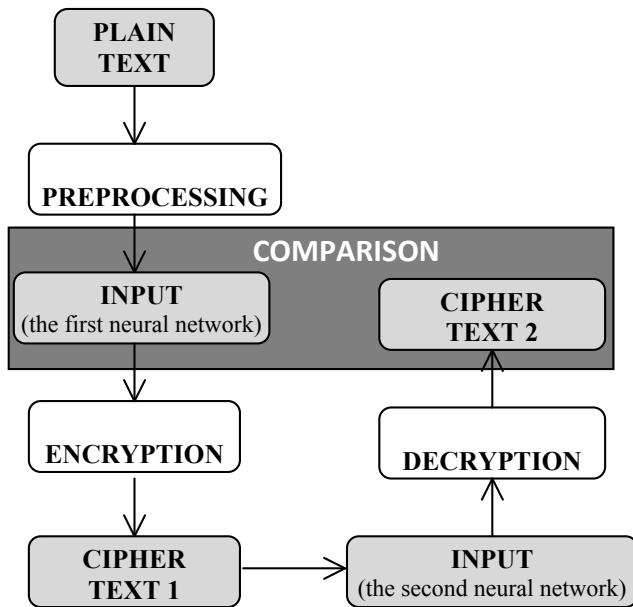 PLAIN
TEXT
PREPROCESSING
COMPARISON
INPUT
(the first neural network)
CIPHER
TEXT 2
ENCRYPTION
DECRYPTION
CIPHER
TEXT 1
INPUT
(the second neural network)